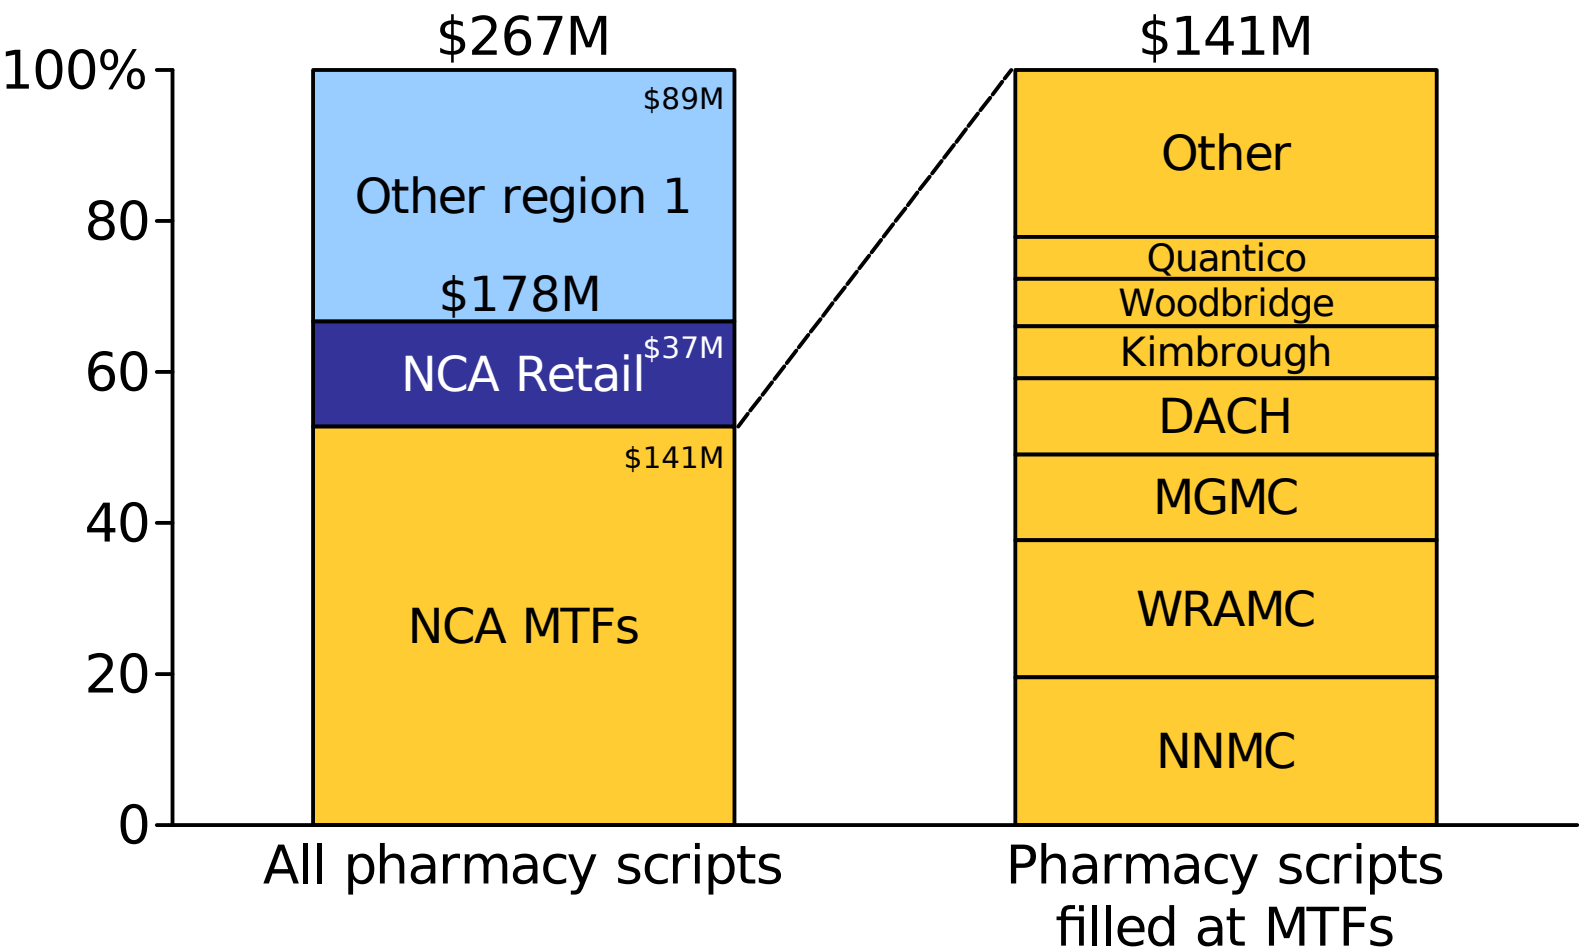 $267M
$141M
100%
80
60
40
20
0
$89M
Other region 1
$178M
$37M
NCA Retail
$141M
NCA MTFs
Other
Quantico
Woodbridge
Kimbrough
DACH
MGMC
WRAMC
NNMC
All pharmacy scripts
Pharmacy scripts
filled at MTFs